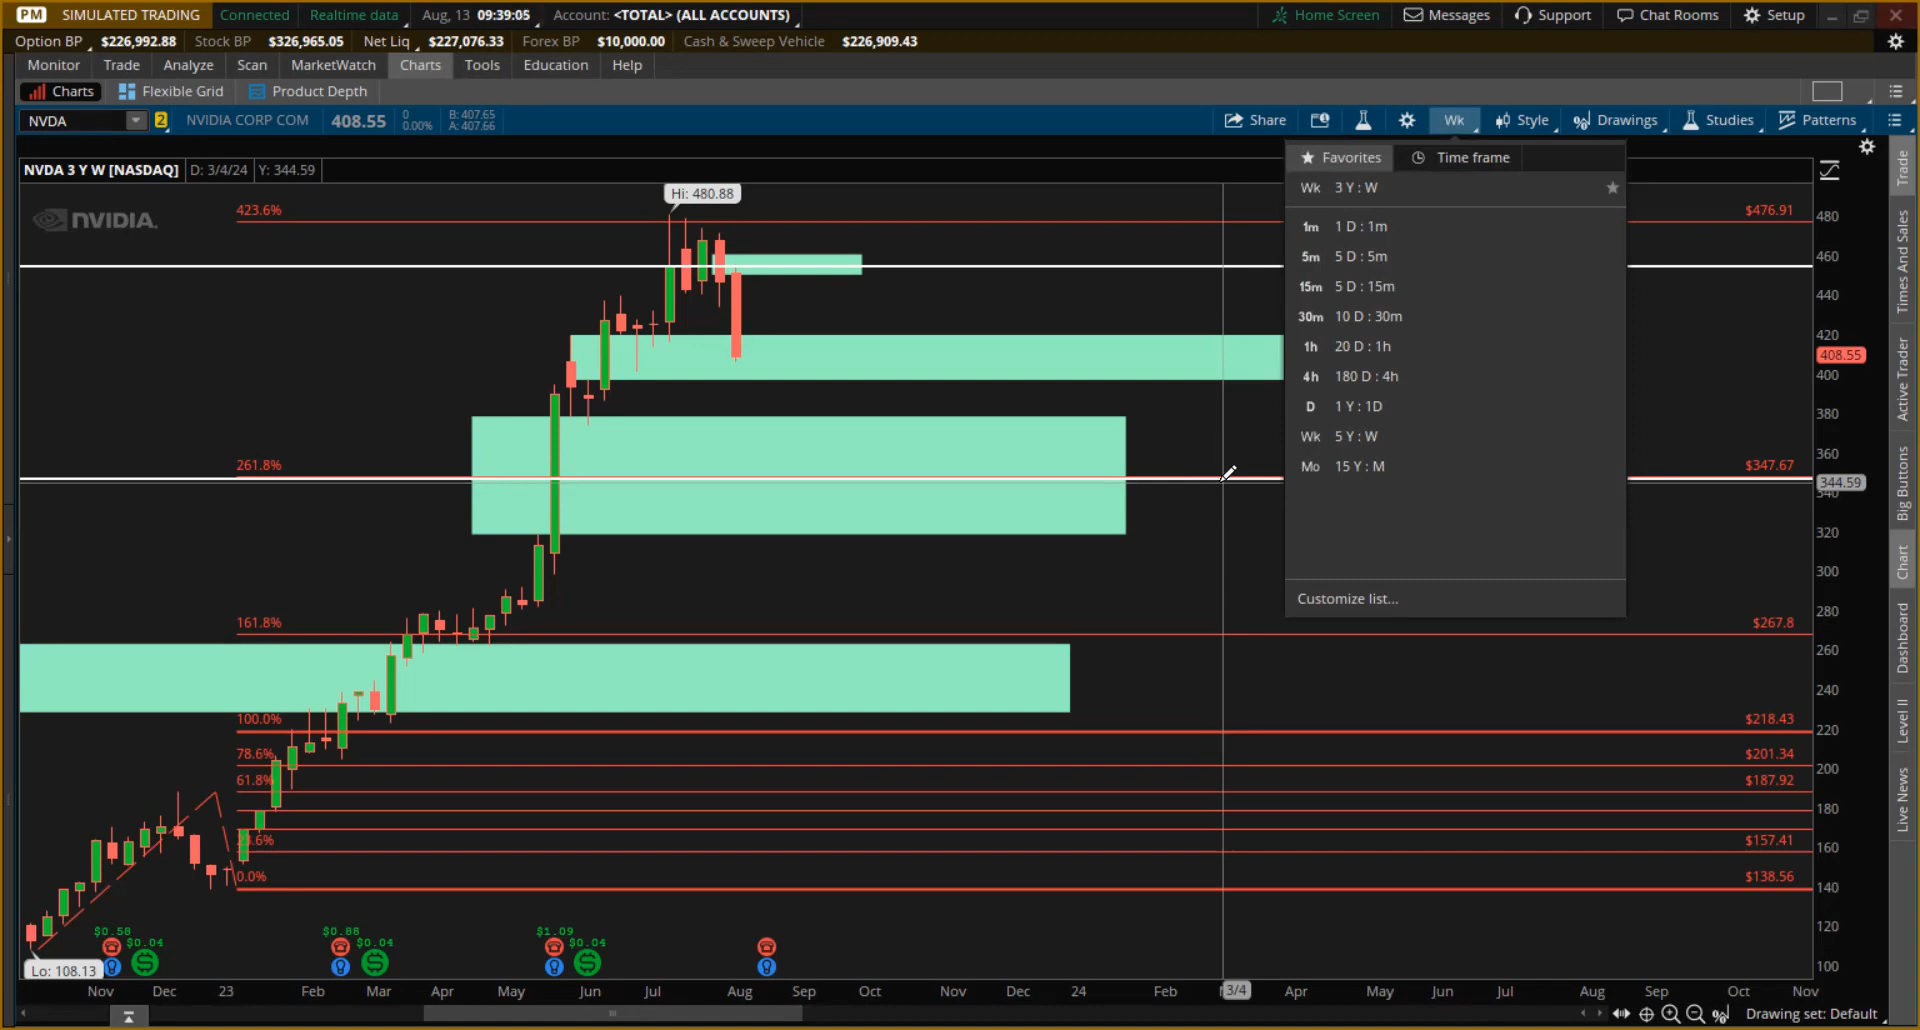 PM SIMULATED TRADING Connected Realtime data Aug, 13 09:39:05 Account: <TOTAL> (ALL ACCOUNTS) Home Screen Messages Support Chat Rooms Setup
Option BP $226,992.88 Stock BP $326,965.05 Net Liq $227,076.33 Forex BP $10,000.00 Cash & Sweep Vehicle $226,909.43
Monitor Trade Analyze Scan MarketWatch Charts Tools Education Help
Charts Flexible Grid Product Depth
NVDA 2 NVIDIA CORP COM 408.55 0 0.00% B: 407.65 A: 407.66 Share Wk Style Drawings Studies Patterns
NVDA 3 Y W [NASDAQ] D: 3/4/24 Y: 344.59
Favorites Time frame
Wk 3 Y : W
1m 1 D : 1m
5m 5 D : 5m
15m 5 D : 15m
30m 10 D : 30m
1h 20 D : 1h
4h 180 D : 4h
D 1 Y : 1D
Wk 5 Y : W
Mo 15 Y : M
Customize list...
NVIDIA.
Hi: 480.88
423.6% $476.91
261.8% $347.67
161.8% $267.8
100.0% $218.43
78.6% $201.34
61.8% $187.92
$157.41
0.0% $138.56
Lo: 108.13
480
460
440
420
408.55
400
380
360
344.59
320
300
280
260
240
220
200
180
160
140
120
100
$0.58 $0.04 $0.88 $0.04 $1.09 $0.04
Nov Dec 23 Feb Mar Apr May Jun Jul Aug Sep Oct Nov Dec 24 Feb 3/4 Apr May Jun Jul Aug Sep Oct Nov
Drawing set: Default
Trade
Times And Sales
Active Trader
Big Buttons
Chart
Dashboard
Level II
Live News